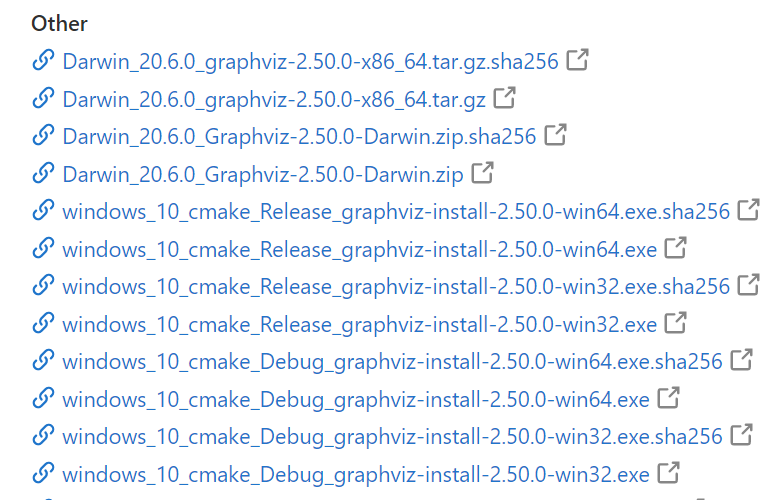 Other
Darwin_20.6.0_graphviz-2.50.0-x86_64.tar.gz.sha256
Darwin_20.6.0_graphviz-2.50.0-x86_64.tar.gz
Darwin_20.6.0_Graphviz-2.50.0-Darwin.zip.sha256
Darwin_20.6.0_Graphviz-2.50.0-Darwin.zip
windows_10_cmake_Release_graphviz-install-2.50.0-win64.exe.sha256
windows_10_cmake_Release_graphviz-install-2.50.0-win64.exe
windows_10_cmake_Release_graphviz-install-2.50.0-win32.exe.sha256
windows_10_cmake_Release_graphviz-install-2.50.0-win32.exe
windows_10_cmake_Debug_graphviz-install-2.50.0-win64.exe.sha256
windows_10_cmake_Debug_graphviz-install-2.50.0-win64.exe
windows_10_cmake_Debug_graphviz-install-2.50.0-win32.exe.sha256
windows_10_cmake_Debug_graphviz-install-2.50.0-win32.exe